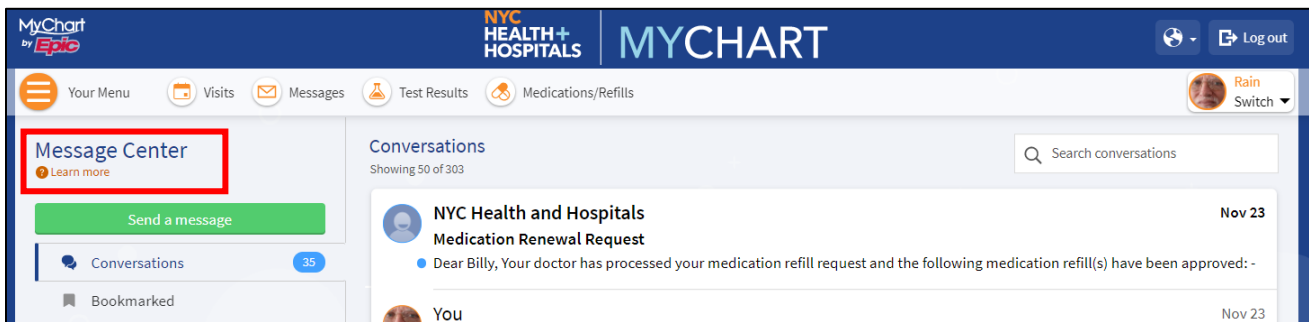 MyChart
by Epic
NYC
HEALTH+
HOSPITALS
MYCHART
Log out
Your Menu
Visits
Messages
Test Results
Medications/Refills
Rain
Switch
Message Center
? Learn more
Send a message
Conversations
35
Bookmarked
Conversations
Showing 50 of 303
Search conversations
NYC Health and Hospitals
Nov 23
Medication Renewal Request
Dear Billy, Your doctor has processed your medication refill request and the following medication refill(s) have been approved: -
You
Nov 23